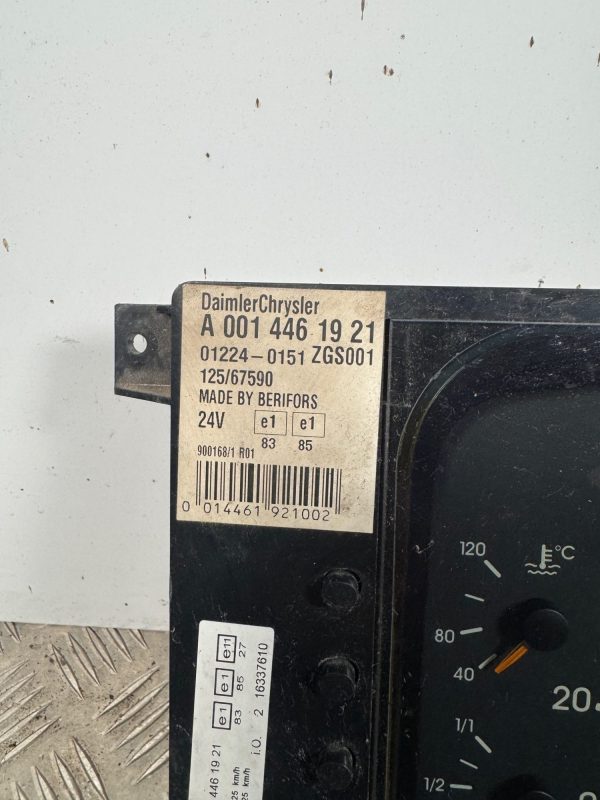 DaimlerChrysler
A 001 446 19 21
01224-0151 ZGS001
125/67590
MADE BY BERIFORS
24V e1 e1
83 85
900168/1 R01
0 014461 921002
120
°C
80
40
20
1/1
1/2
446 19 21
e1 e1 e11
83 85 27
i.O. 2 16337610
25 km/h
25 km/h